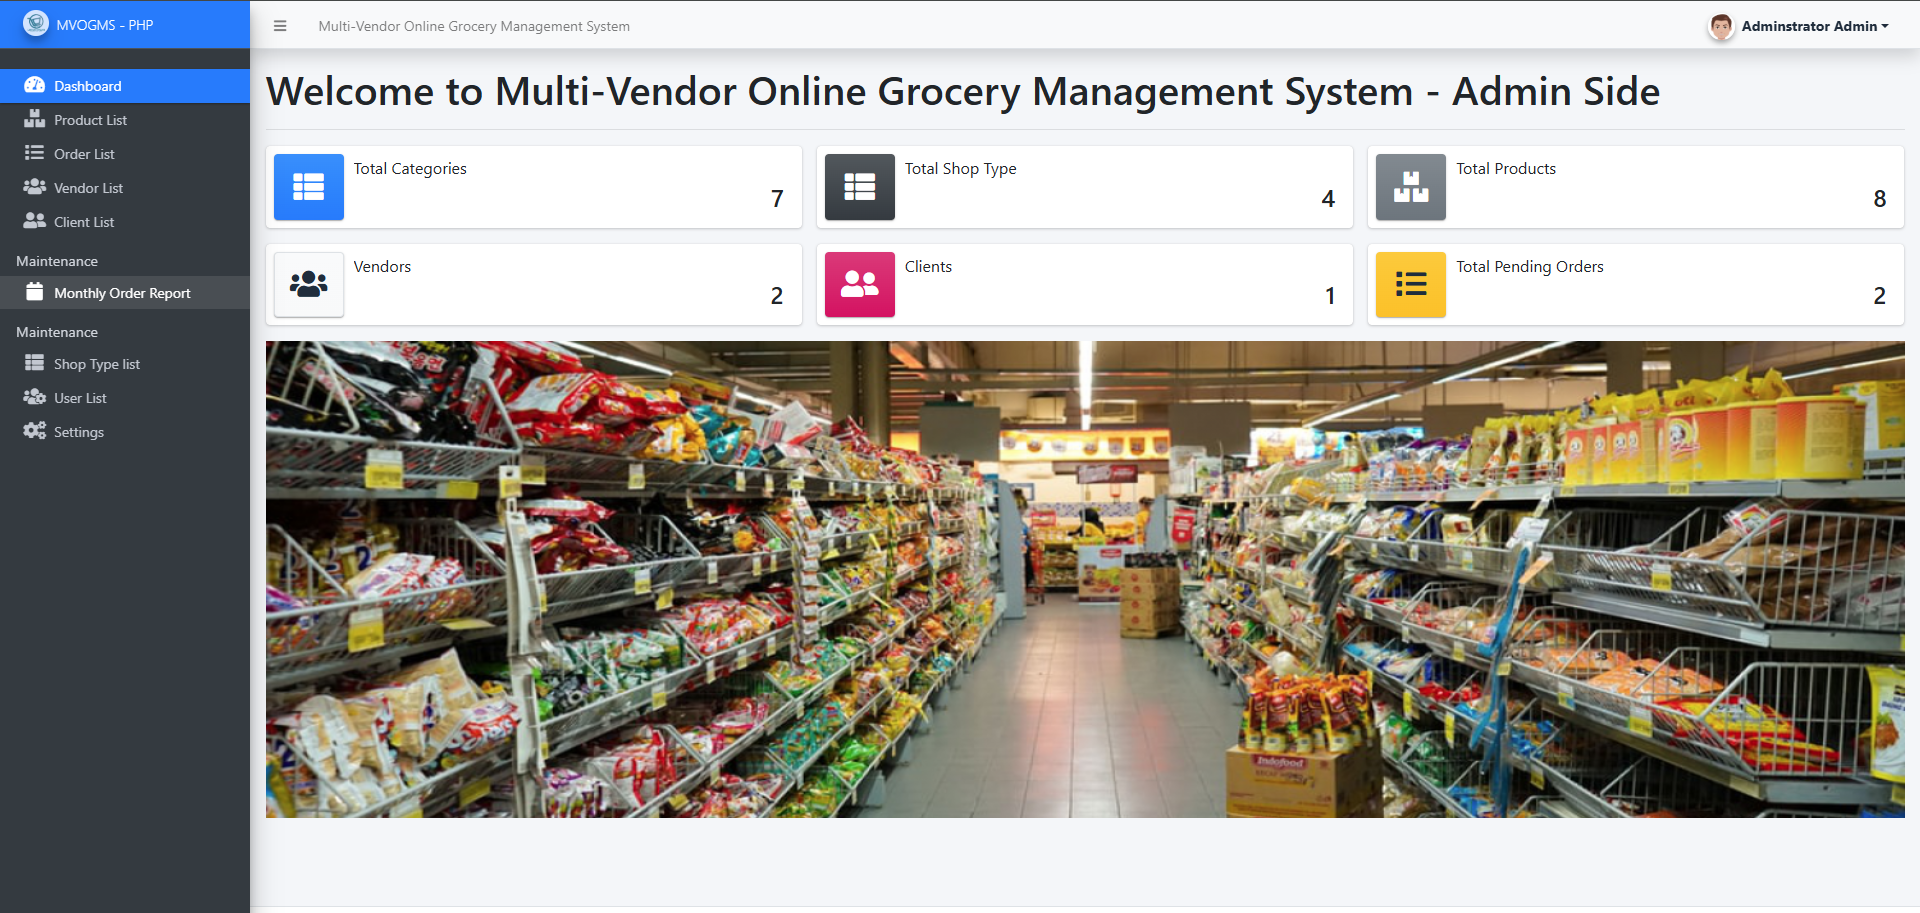 MVOGMS - PHP
Multi-Vendor Online Grocery Management System
Adminstrator Admin
Dashboard
Product List
Order List
Vendor List
Client List
Maintenance
Monthly Order Report
Maintenance
Shop Type list
User List
Settings
Welcome to Multi-Vendor Online Grocery Management System - Admin Side
Total Categories
7
Total Shop Type
4
Total Products
8
Vendors
2
Clients
1
Total Pending Orders
2
Indofood